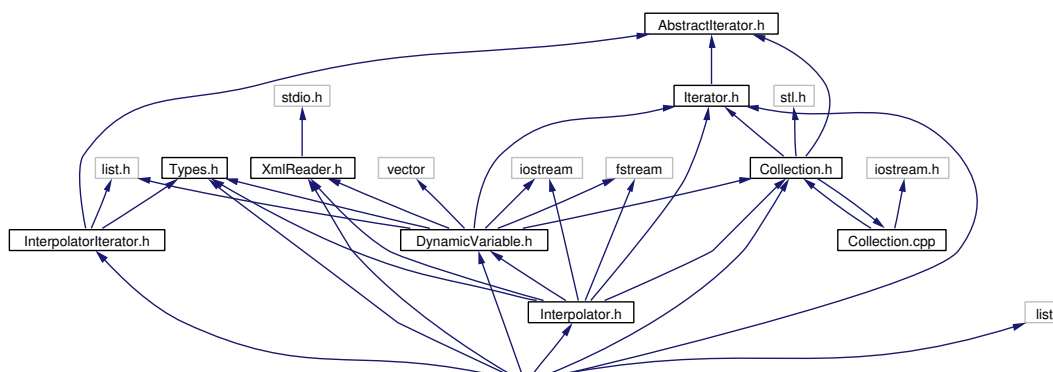 AbstractIterator.h
Iterator.h
stl.h
stdio.h
list.h
Types.h
XmlReader.h
vector
iostream
fstream
Collection.h
iostream.h
InterpolatorIterator.h
DynamicVariable.h
Collection.cpp
Interpolator.h
list